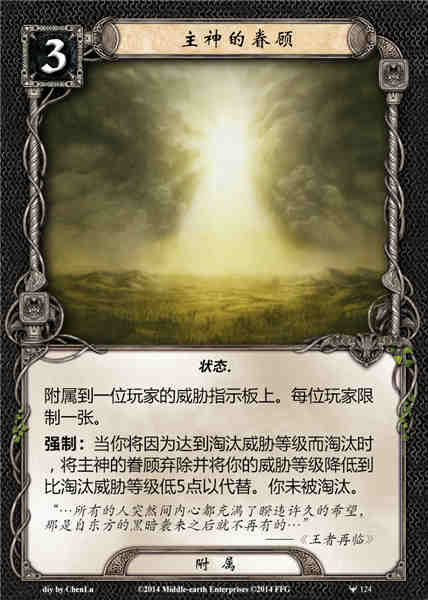 3
主神的眷顾
状态.
附属到一位玩家的威胁指示板上。每位玩家限
制一张。
强制：当你将因为达到淘汰威胁等级而淘汰时
，将主神的眷顾弃除并将你的威胁等级降低到
比淘汰威胁等级低5点以代替。你未被淘汰。
“…所有的人突然间内心都充满了睽违许久的希望，
那是自东方的黑暗袭来之后就不再有的…”
——《王者再临》
附属
diy by ChenLu ©2014 Middle-earth Enterprises ©2014 FFG 124